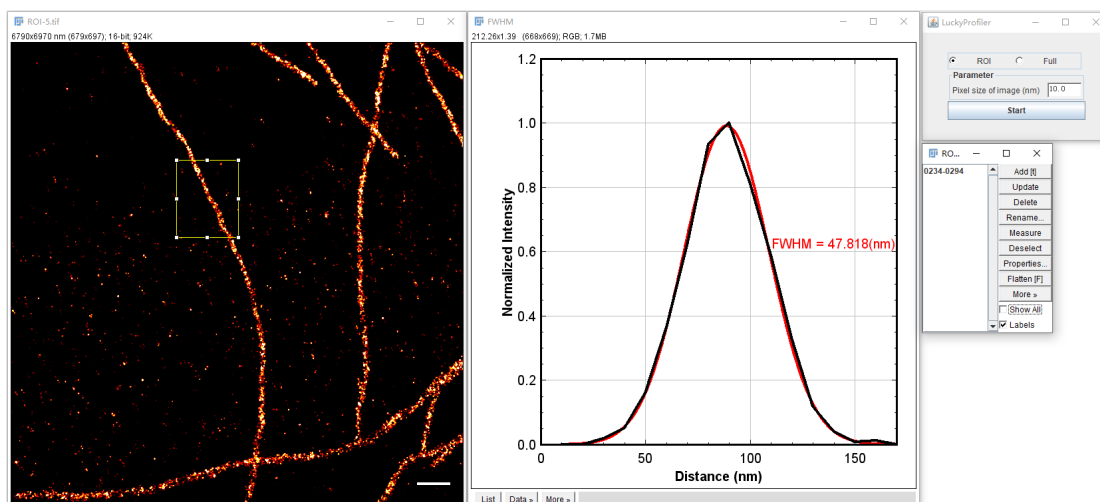 ROI-5.tif
6790x6970 nm (679x697); 16-bit; 924K
FWHM
212.26x1.39 (668x669); RGB; 1.7MB
1.2
1.0
0.8
0.6
0.4
0.2
0.0
Normalized Intensity
FWHM = 47.818(nm)
0
50
100
150
Distance (nm)
List
Data »
More »
LuckyProfiler
ROI
Full
Parameter
Pixel size of image (nm)
10.0
Start
RO...
0234-0294
Add [t]
Update
Delete
Rename...
Measure
Deselect
Properties...
Flatten [F]
More »
Show All
Labels